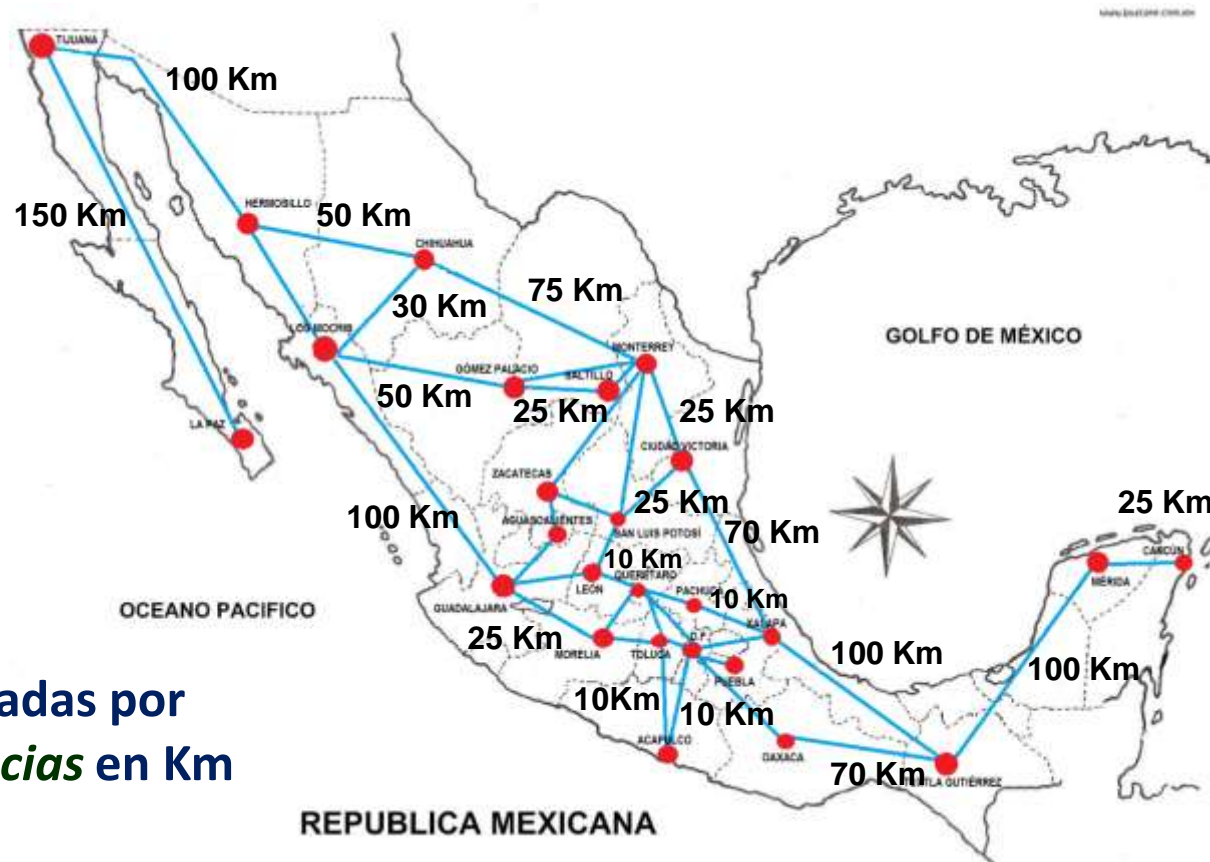 TIJUANA
100 Km
HERMOSILLO
150 Km
50 Km
CHIHUAHUA
75 Km
30 Km
GOLFO DE MÉXICO
MONTERREY
GÓMEZ PALACIO
SALTILLO
50 Km
25 Km
25 Km
LA PAZ
CIUDAD VICTORIA
ZACATECAS
25 Km
25 Km
100 Km
AGUASCALIENTES
SAN LUIS POTOSÍ
70 Km
CANCÚN
10 Km
QUERÉTARO
MÉRIDA
LEÓN
PACHUCA
10 Km
OCEANO PACIFICO
GUADALAJARA
XALAPA
25 Km
D.F.
MORELIA
TOLUCA
100 Km
100 Km
PUEBLA
adas por
10Km
10 Km
ACAPULCO
OAXACA
cias en Km
70 Km
GUTIÉRREZ
REPUBLICA MEXICANA